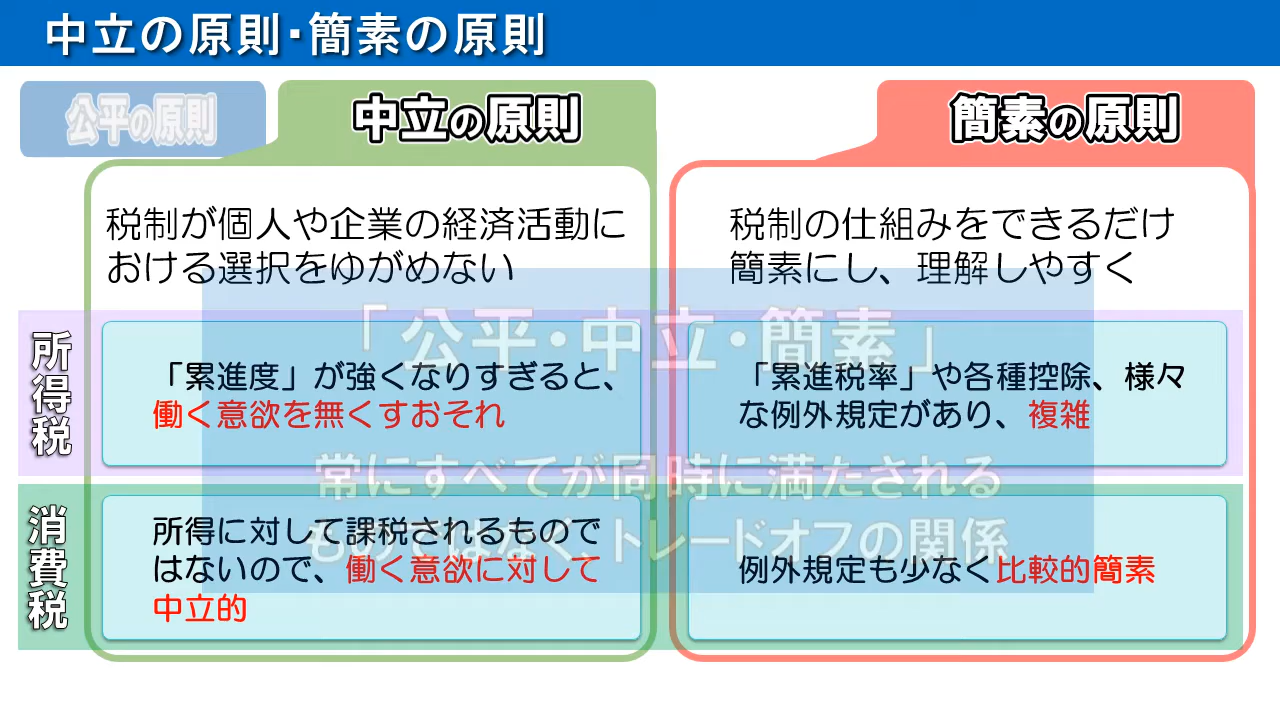 中立の原則・簡素の原則
公平の原則
中立の原則
簡素の原則
税制が個人や企業の経済活動に
おける選択をゆがめない
税制の仕組みをできるだけ
簡素にし、理解しやすく
所得税
「累進度」が強くなりすぎると、
働く意欲を無くすおそれ
「累進税率」や各種控除、様々
な例外規定があり、複雑
消費税
所得に対して課税されるもので
はないので、働く意欲に対して
中立的
例外規定も少なく比較的簡素
「公平・中立・簡素」
常にすべてが同時に満たされる
ものではなく、トレードオフの関係